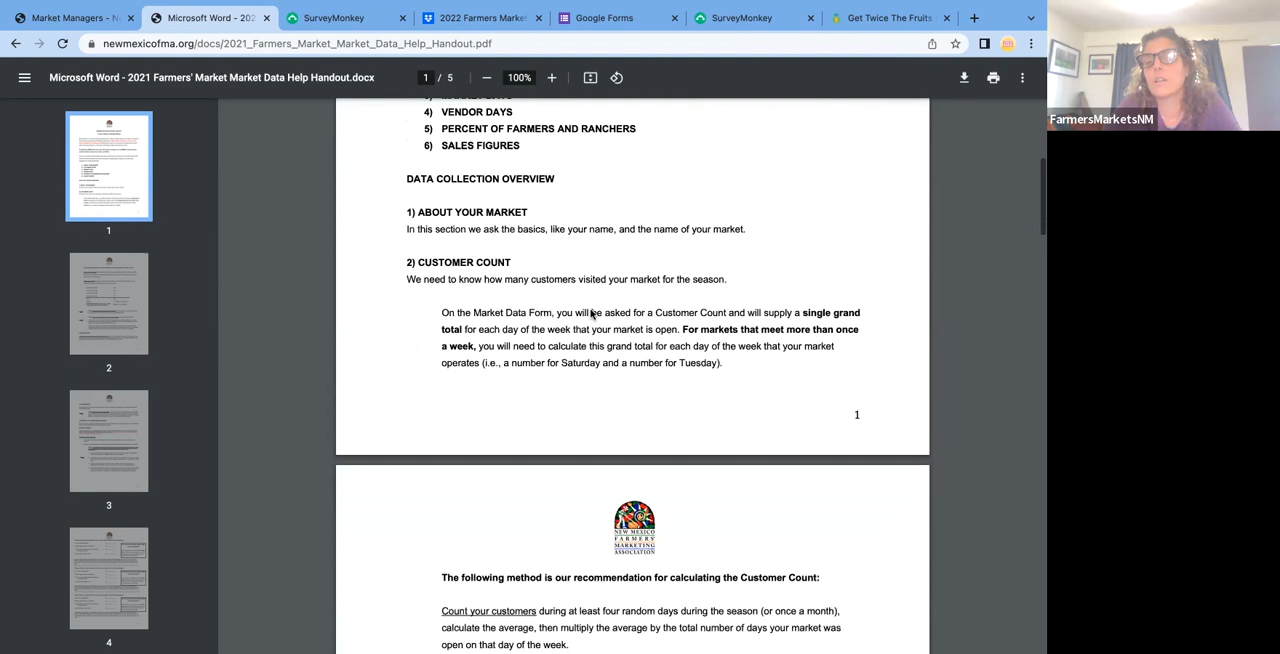 Market Managers - N
Microsoft Word - 202
SurveyMonkey
2022 Farmers Market
Google Forms
SurveyMonkey
Get Twice The Fruits
newmexicofma.org/docs/2021_Farmers_Market_Market_Data_Help_Handout.pdf
Microsoft Word - 2021 Farmers' Market Market Data Help Handout.docx
1 / 5
100%
FarmersMarketsNM
4) VENDOR DAYS
5) PERCENT OF FARMERS AND RANCHERS
6) SALES FIGURES
DATA COLLECTION OVERVIEW
1) ABOUT YOUR MARKET
In this section we ask the basics, like your name, and the name of your market.
2) CUSTOMER COUNT
We need to know how many customers visited your market for the season.
On the Market Data Form, you will be asked for a Customer Count and will supply a single grand
total for each day of the week that your market is open. For markets that meet more than once
a week, you will need to calculate this grand total for each day of the week that your market
operates (i.e., a number for Saturday and a number for Tuesday).
1
NEW MEXICO
FARMERS
MARKETING
ASSOCIATION
The following method is our recommendation for calculating the Customer Count:
Count your customers during at least four random days during the season (or once a month),
calculate the average, then multiply the average by the total number of days your market was
open on that day of the week.
1
2
3
4